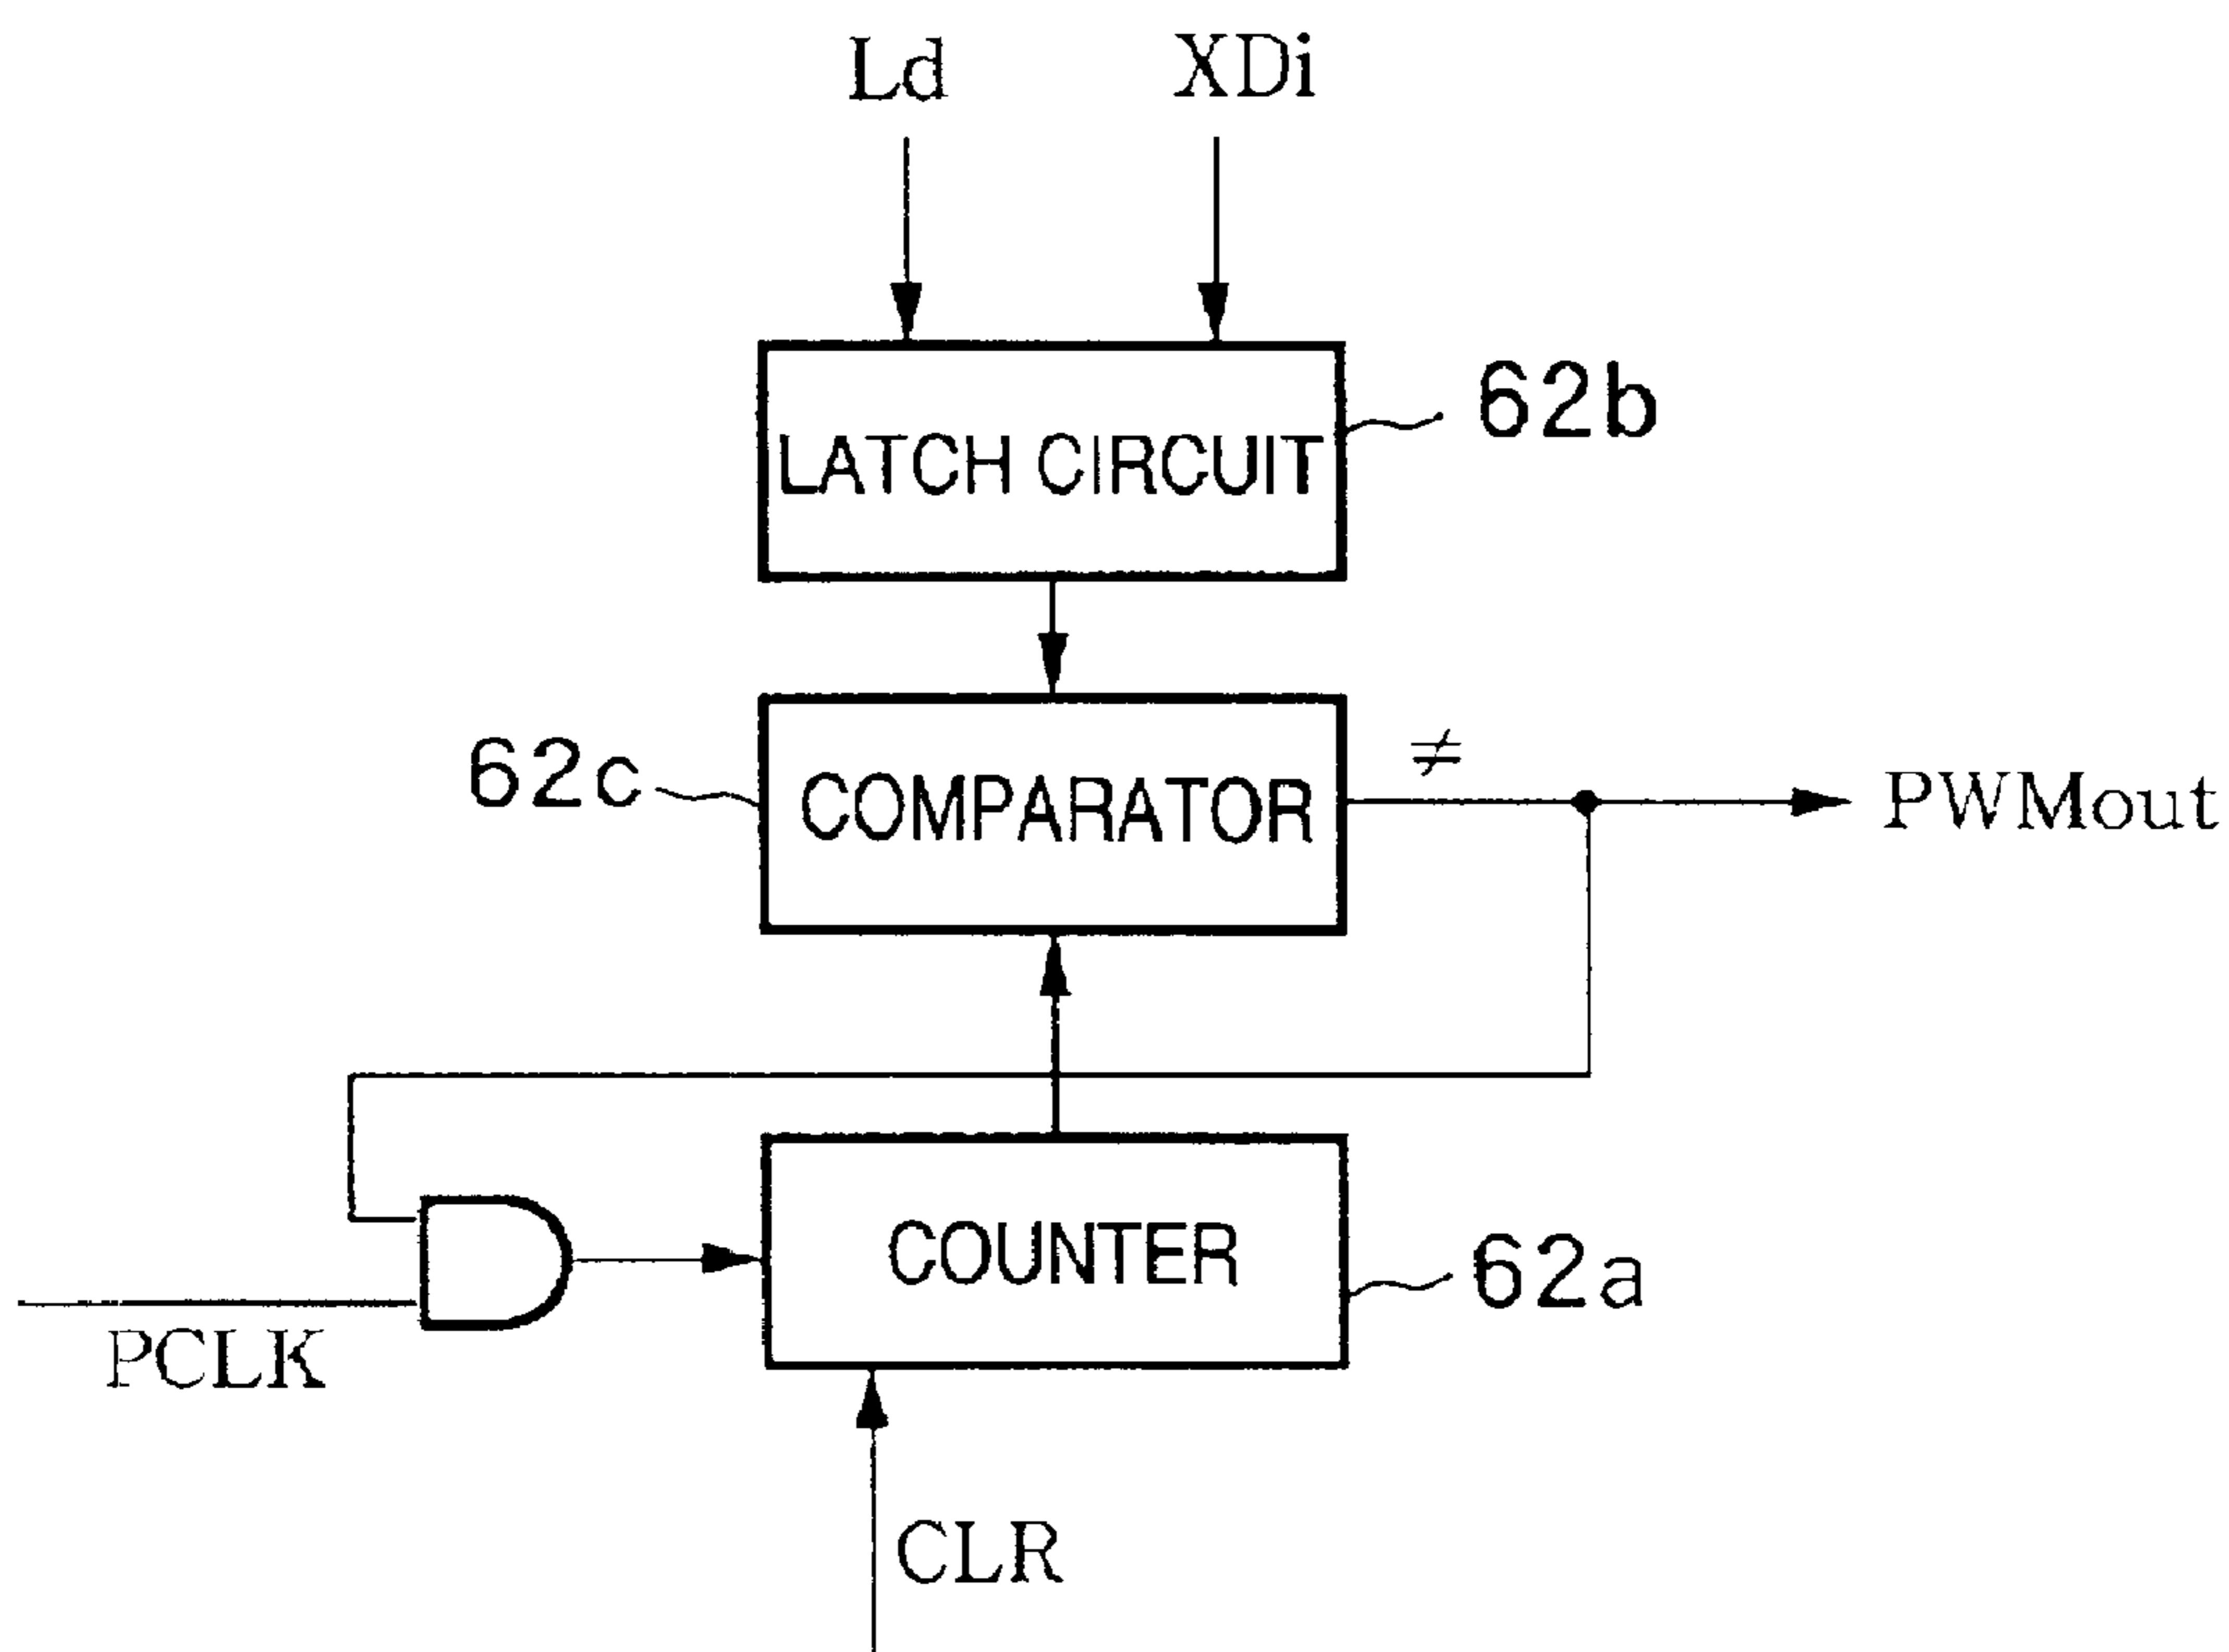 Ld XDi
LATCH CIRCUIT
62b
62c
COMPARATOR
≠
PWMout
COUNTER
62a
PCLK
CLR